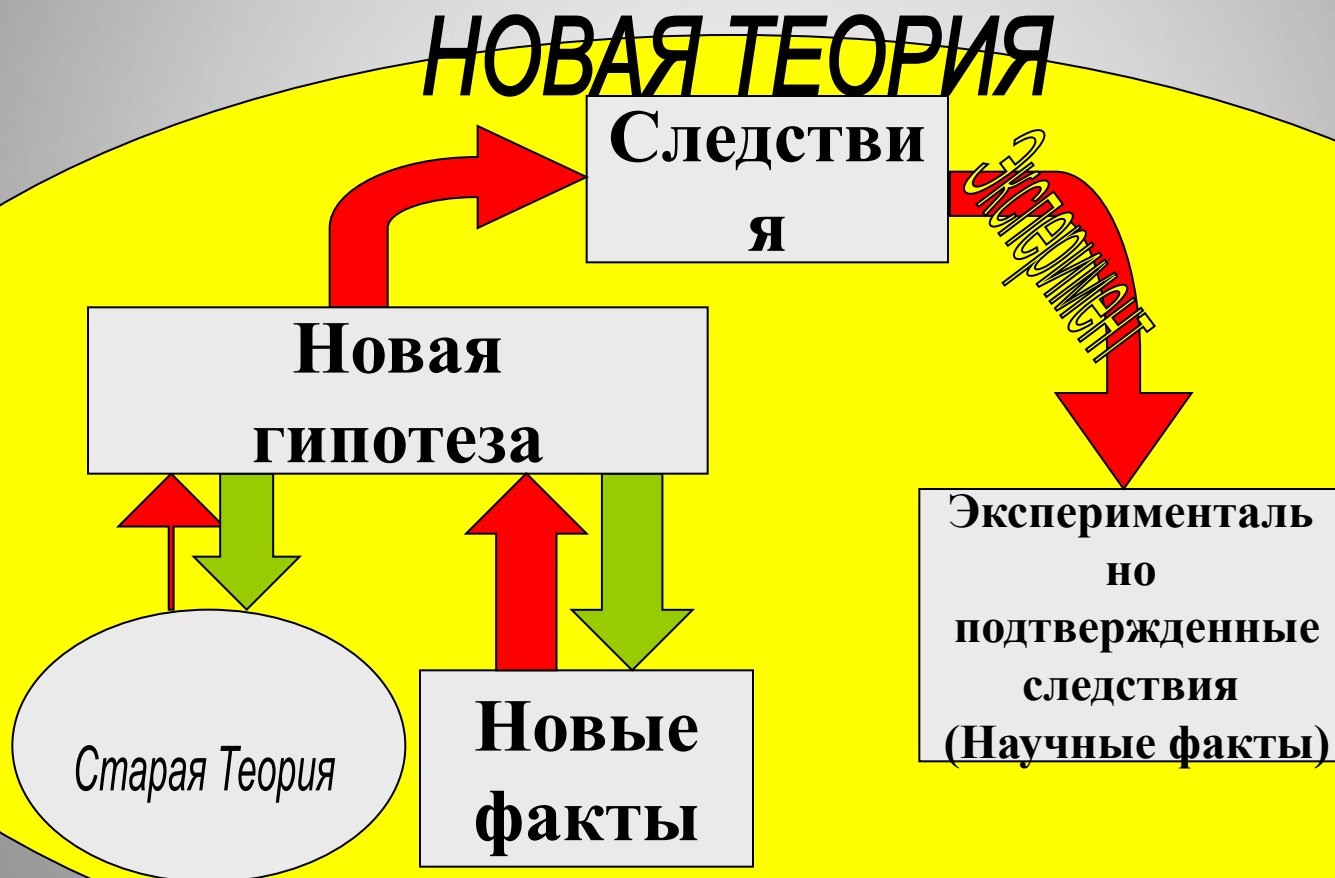 НОВАЯ ТЕОРИЯ
Следстви
я
Эксперимент
Новая
гипотеза
Эксперименталь
но
подтвержденные
следствия
(Научные факты)
Старая Теория
Новые
факты